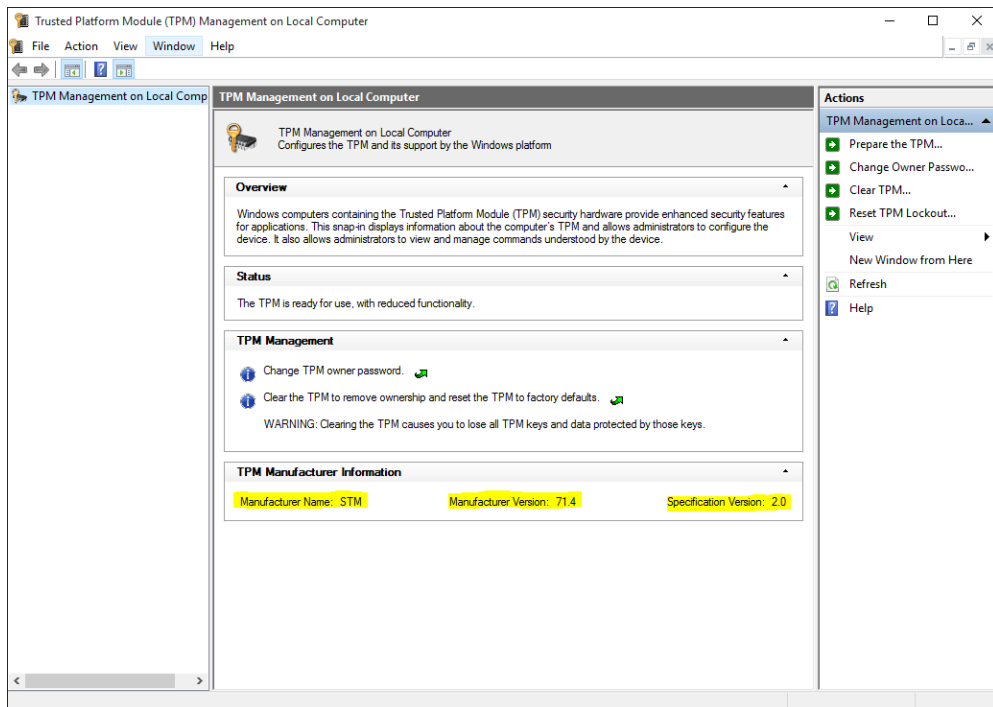 Trusted Platform Module (TPM) Management on Local Computer
File Action View Window Help
TPM Management on Local Comp
TPM Management on Local Computer
TPM Management on Local Computer
Configures the TPM and its support by the Windows platform
Overview
Windows computers containing the Trusted Platform Module (TPM) security hardware provide enhanced security features
for applications. This snap-in displays information about the computer's TPM and allows administrators to configure the
device. It also allows administrators to view and manage commands understood by the device.
Status
The TPM is ready for use, with reduced functionality.
TPM Management
Change TPM owner password.
Clear the TPM to remove ownership and reset the TPM to factory defaults.
WARNING: Clearing the TPM causes you to lose all TPM keys and data protected by those keys.
TPM Manufacturer Information
Manufacturer Name: STM Manufacturer Version: 71.4 Specification Version: 2.0
Actions
TPM Management on Loca...
Prepare the TPM...
Change Owner Passwo...
Clear TPM...
Reset TPM Lockout...
View
New Window from Here
Refresh
Help